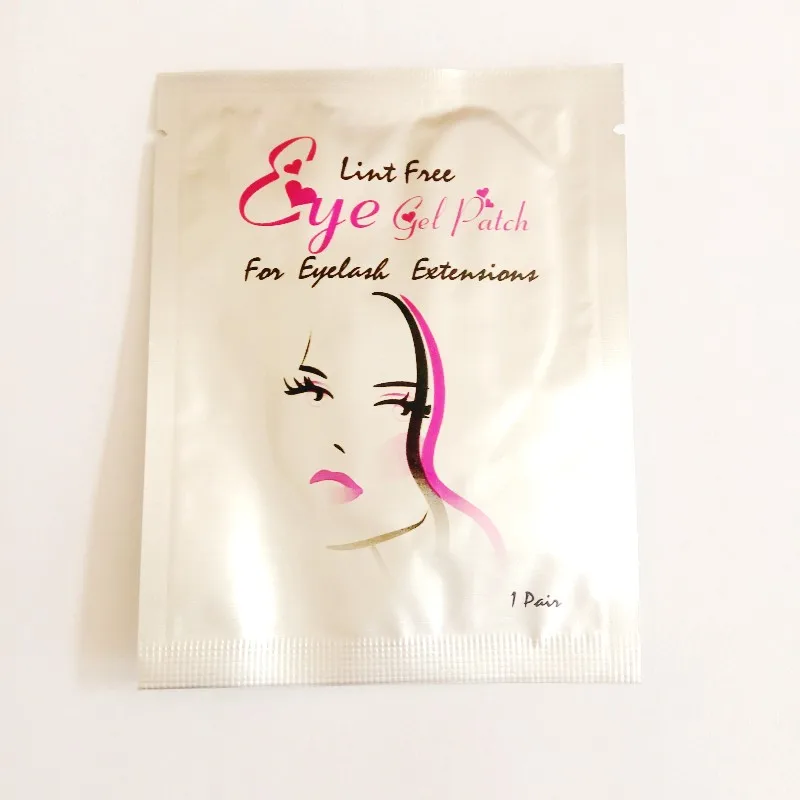 Lint Free
Eye Gel Patch
For Eyelash Extensions
1 Pair